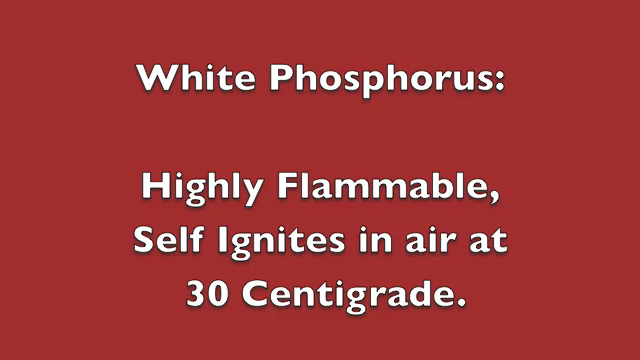 White Phosphorus:
Highly Flammable,
Self Ignites in air at
30 Centigrade.